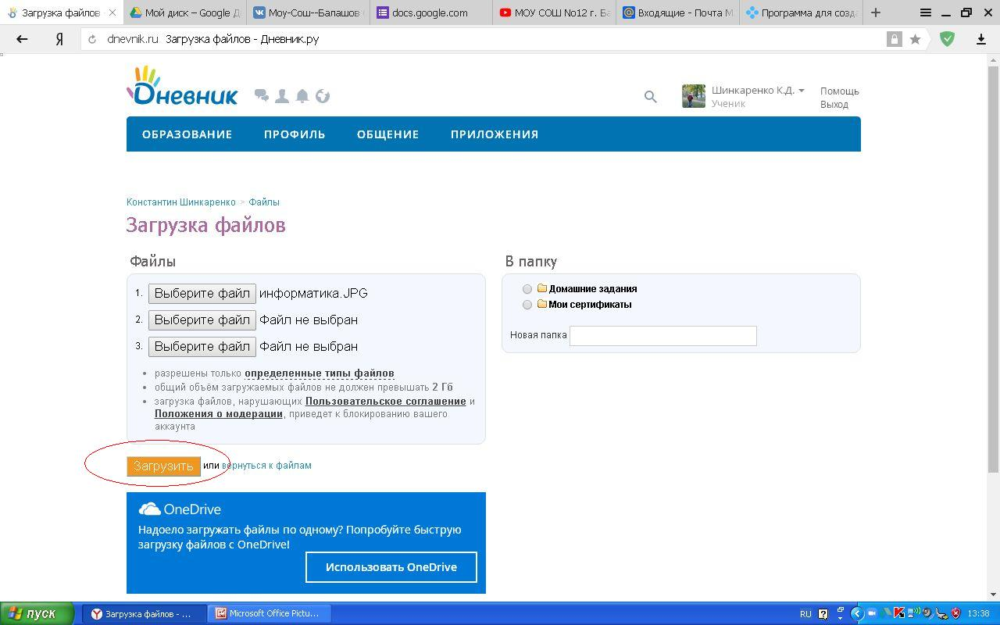 Загрузка файлов
Мой диск – Google Д
Моу-Сош--Балашов
docs.google.com
МОУ СОШ No12 г. Ба
Входящие - Почта М
Программа для созда
Я
dnevnik.ru Загрузка файлов - Дневник.ру
Дневник
Шинкаренко К.Д.
Ученик
Помощь
Выход
ОБРАЗОВАНИЕ ПРОФИЛЬ ОБЩЕНИЕ ПРИЛОЖЕНИЯ
Константин Шинкаренко > Файлы
Загрузка файлов
Файлы
1. Выберите файл информатика.JPG
2. Выберите файл Файл не выбран
3. Выберите файл Файл не выбран
• разрешены только определенные типы файлов
• общий объём загружаемых файлов не должен превышать 2 Гб
• загрузка файлов, нарушающих Пользовательское соглашение и
Положения о модерации, приведет к блокированию вашего
аккаунта
В папку
Домашние задания
Мои сертификаты
Новая папка
Загрузить или вернуться к файлам
OneDrive
Надоело загружать файлы по одному? Попробуйте быструю
загрузку файлов с OneDrive!
Использовать OneDrive
пуск
Загрузка файлов - ...
Microsoft Office Pictu...
RU
13:38